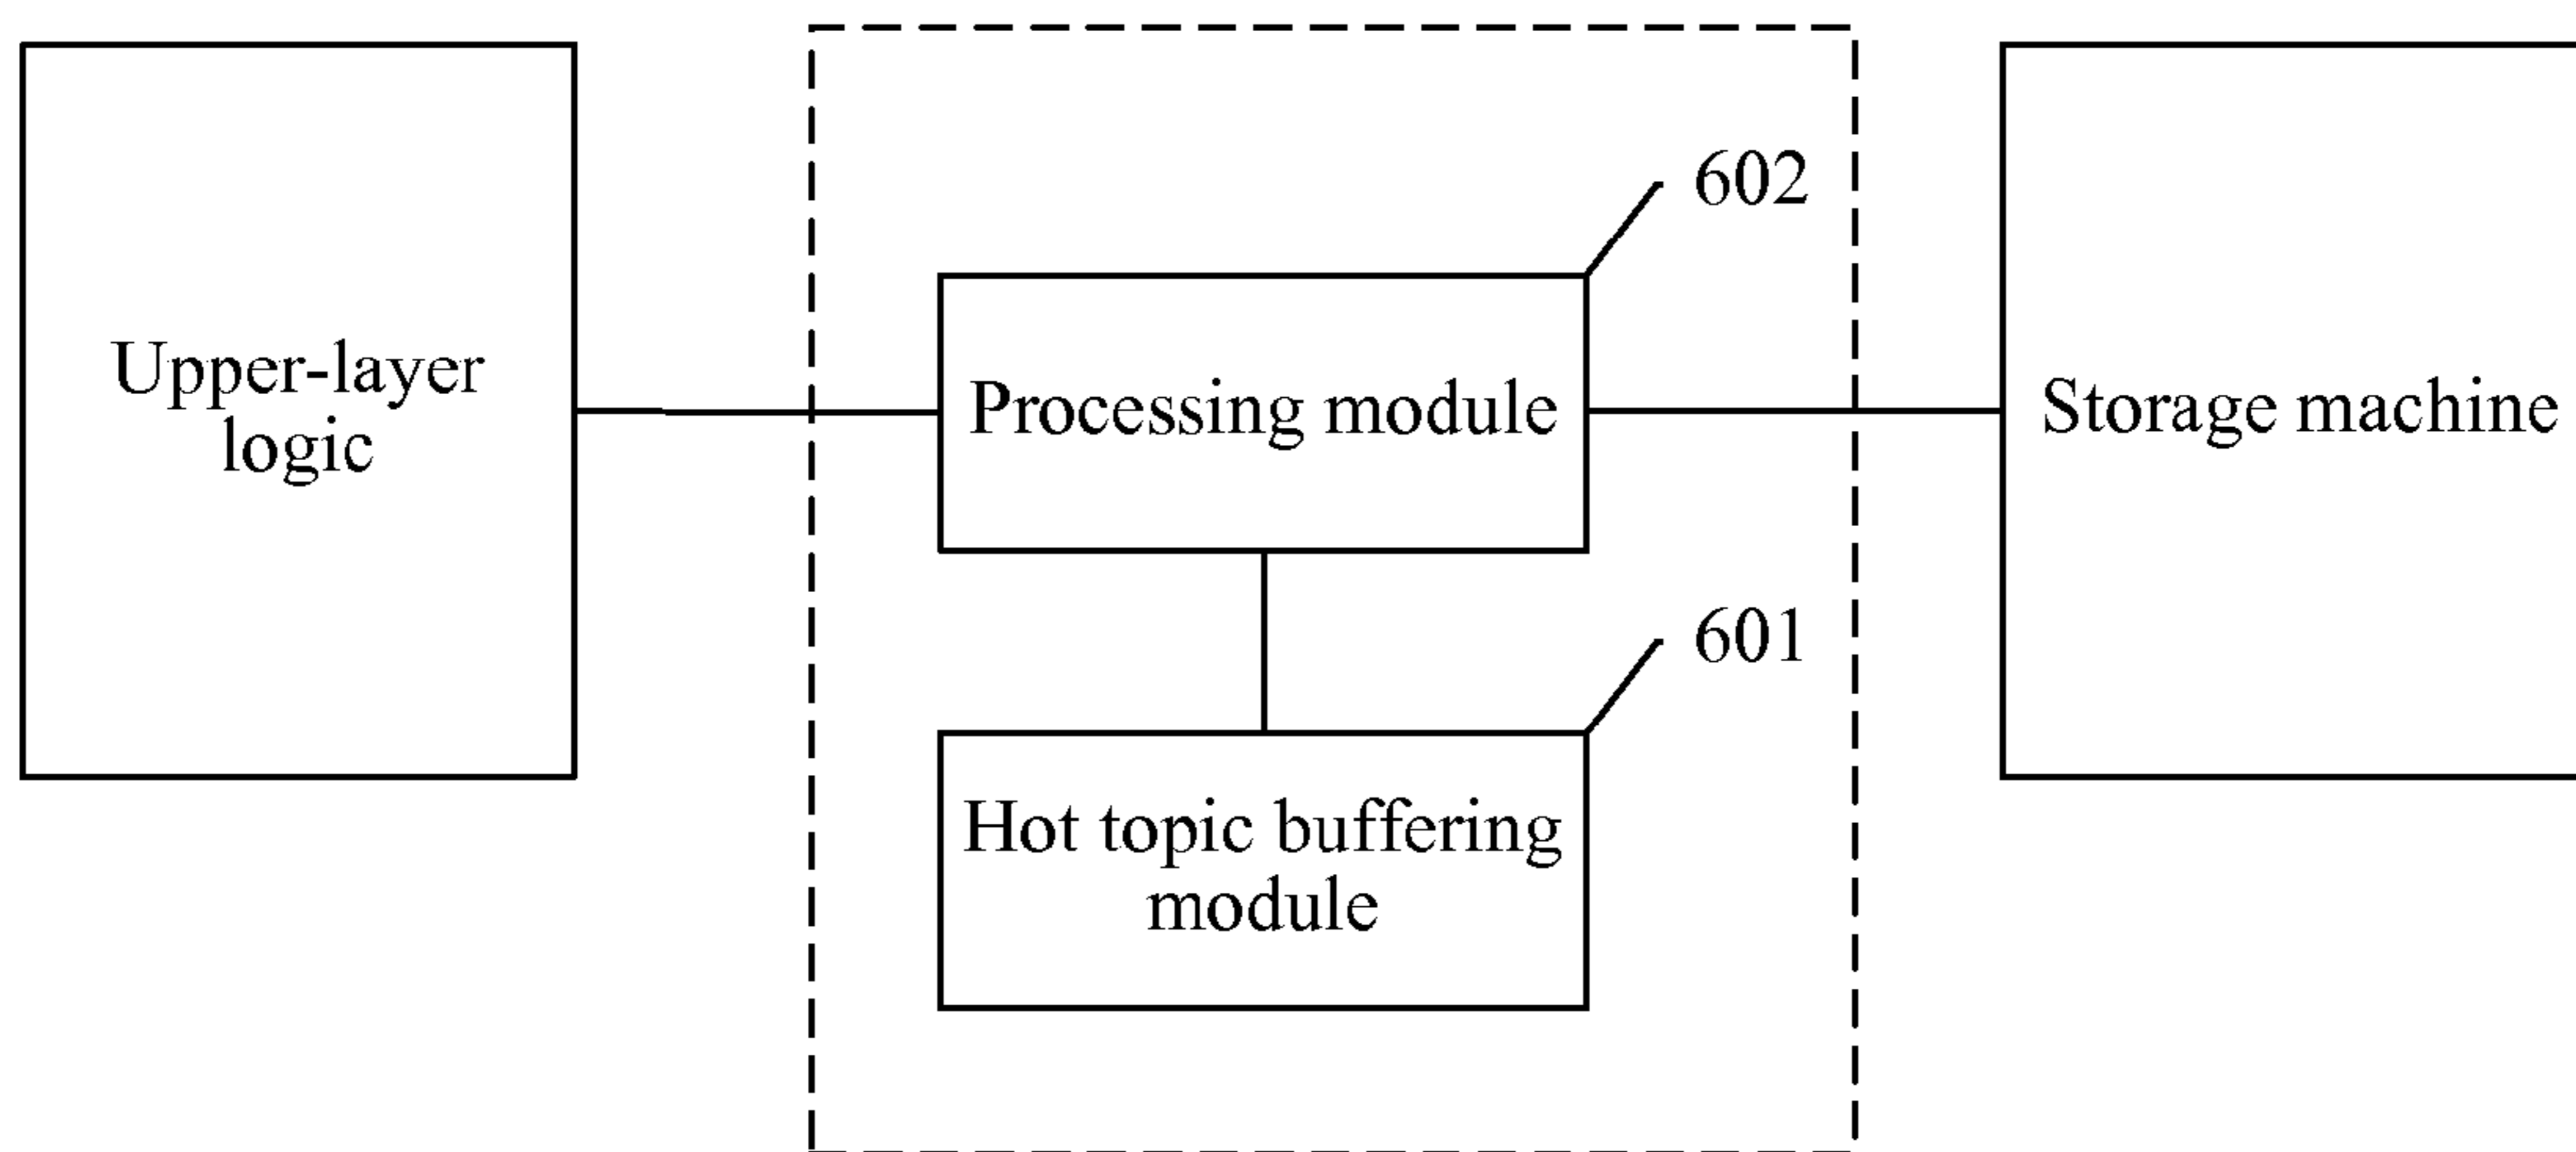 602
Upper-layer
logic
Processing module
Storage machine
601
Hot topic buffering
module